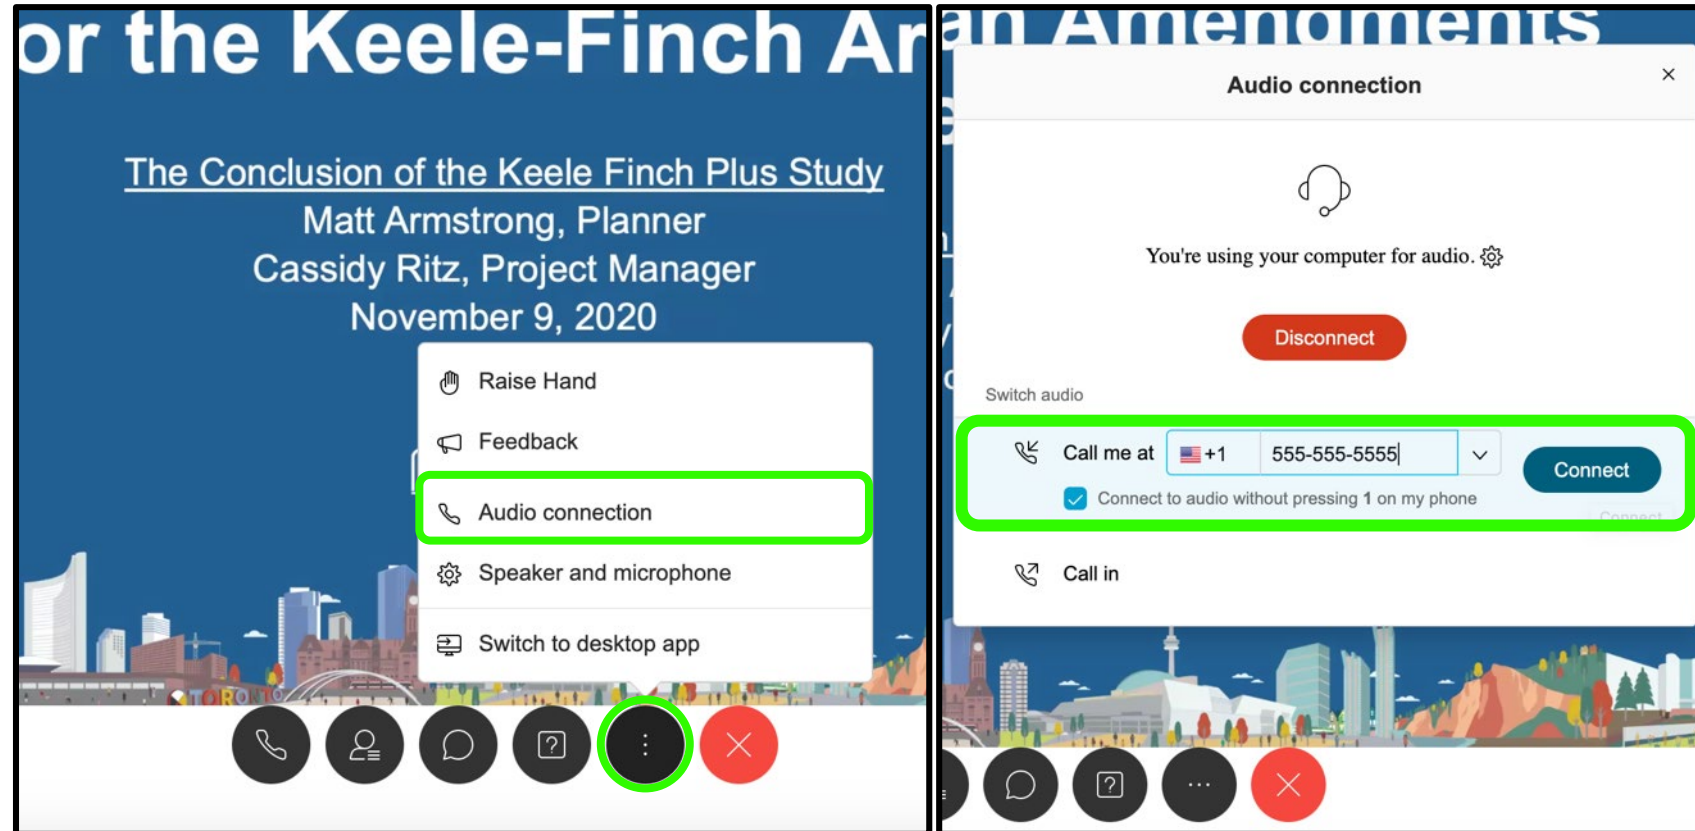 or the Keele-Finch Ar
The Conclusion of the Keele Finch Plus Study
Matt Armstrong, Planner
Cassidy Ritz, Project Manager
November 9, 2020
Raise Hand
Feedback
Audio connection
Speaker and microphone
Switch to desktop app
TORONTO
an Amendments
Audio connection
You're using your computer for audio.
Disconnect
Switch audio
Call me at +1 555-555-5555 Connect
Connect to audio without pressing 1 on my phone
Connect
Call in